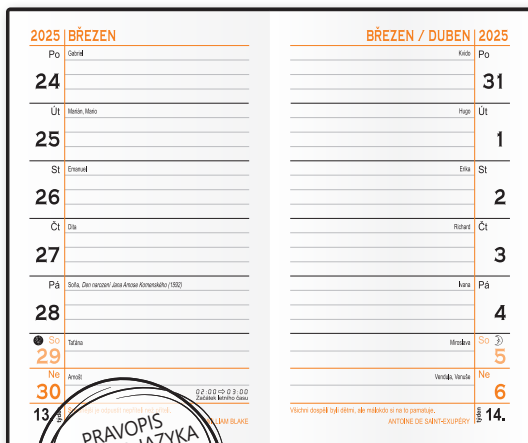 2025 BŘEZEN
Po Gabriel
24
Út Marián, Mario
25
St Emanuel
26
Čt Dita
27
Pá Soňa, Den narození Jana Amose Komenského (1592)
28
So Taťána
29
Ne Arnošt
30
02:00⇨03:00
Začátek letního času
13. týden
LIAM BLAKE
PRAVOPIS
JAZYKA
BŘEZEN / DUBEN 2025
Kvido Po
31
Hugo Út
1
Erika St
2
Richard Čt
3
Ivana Pá
4
Miroslava So
5
Vendula, Venuše Ne
6
Všichni dospělí byli dětmi, ale málokdo si na to pamatuje.
ANTOINE DE SAINT-EXUPÉRY
týden 14.